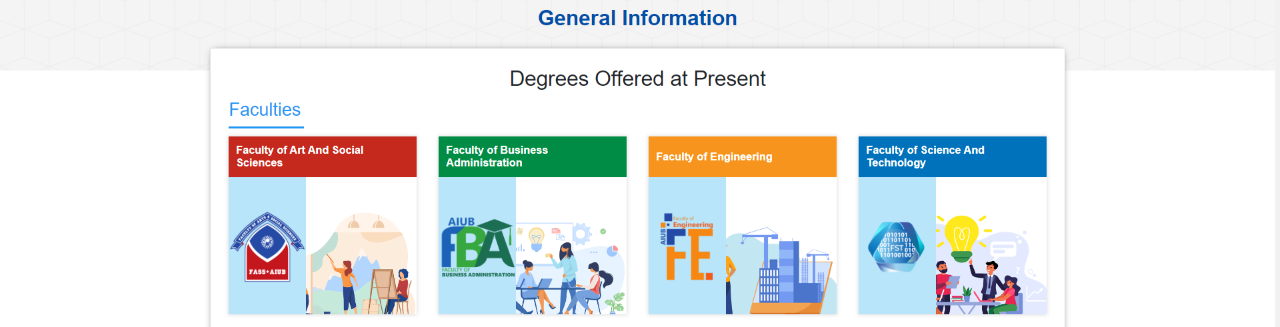 General Information
Degrees Offered at Present
Faculties
Faculty of Art And Social
Sciences
Faculty of Business
Administration
Faculty of Engineering
Faculty of Science And
Technology
FASS★AIUB
AIUB
FBA
FACULTY OF
BUSINESS ADMINISTRATION
Faculty of
Engineering
AIUB
FE
FST